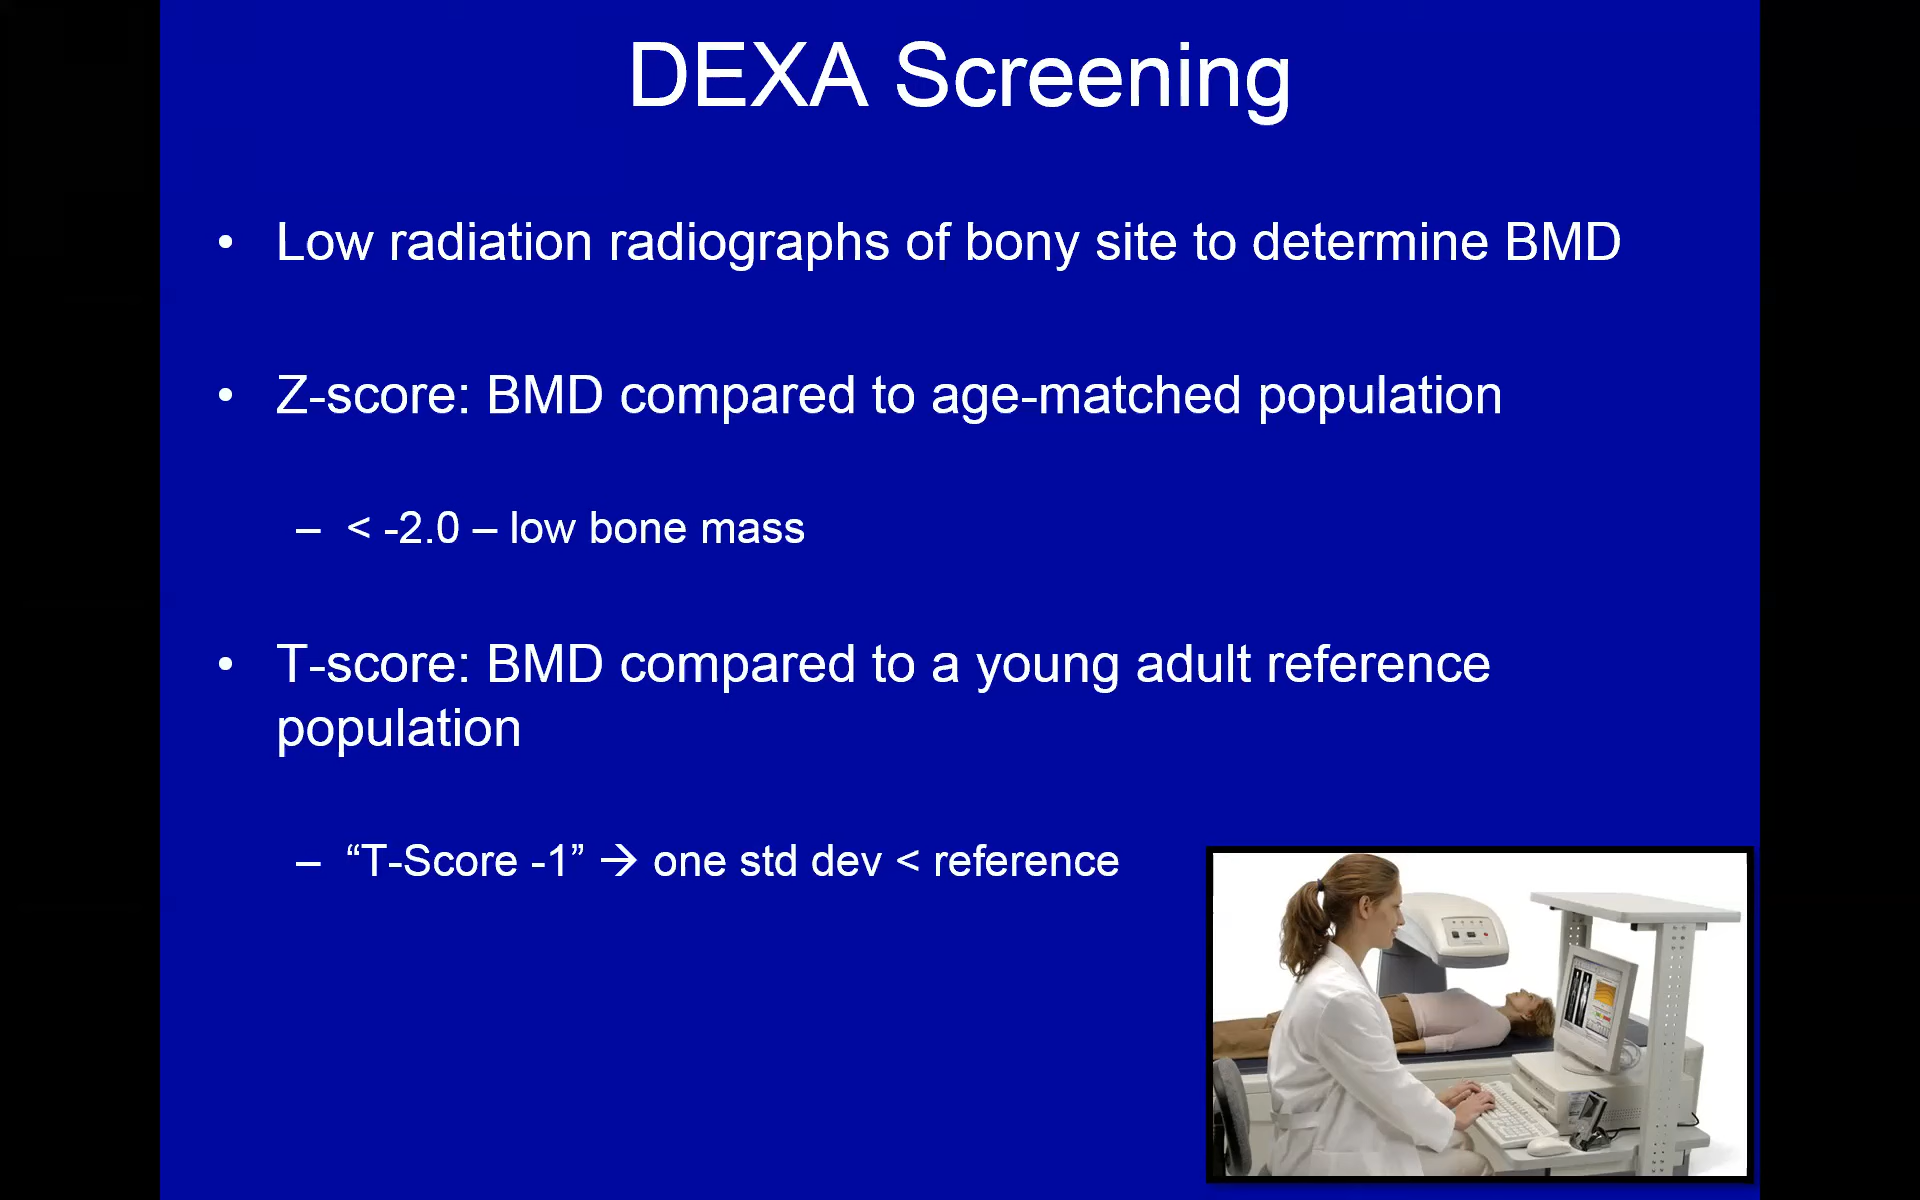 DEXA Screening
• Low radiation radiographs of bony site to determine BMD
• Z-score: BMD compared to age-matched population
– < -2.0 – low bone mass
• T-score: BMD compared to a young adult reference
population
– “T-Score -1” → one std dev < reference